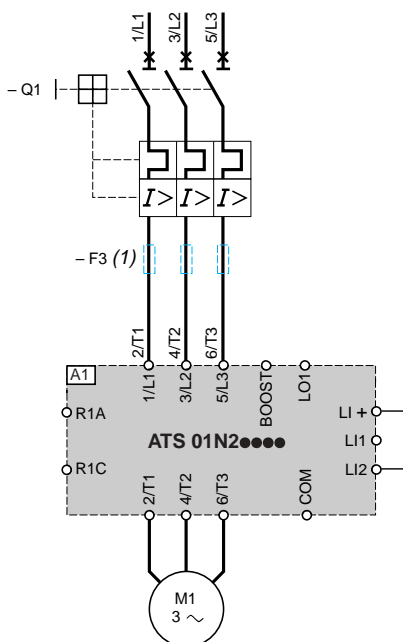 1/L1 3/L2 5/L3
– Q1
I> I> I>
– F3 (1)
2/T1 4/T2 6/T3
A1
1/L1 3/L2 5/L3 BOOST LO1
R1A
LI +
ATS 01N2●●●●
LI1
R1C
LI2
2/T1 4/T2 6/T3 COM
M1
3 ~